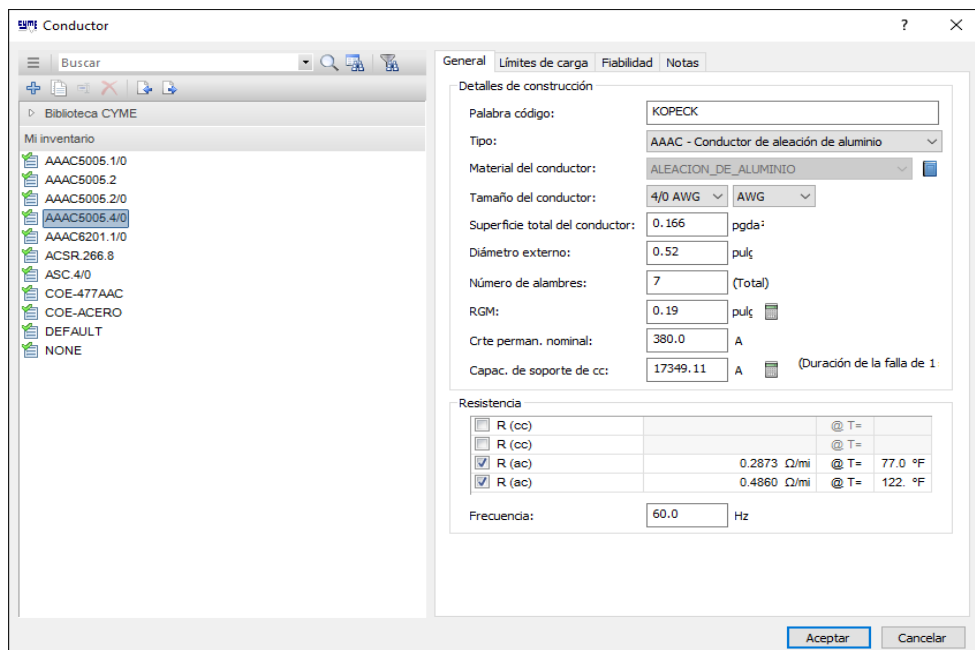 CYME Conductor ?
Buscar
Biblioteca CYME
Mi inventario
AAAC5005.1/0
AAAC5005.2
AAAC5005.2/0
AAAC5005.4/0
AAAC6201.1/0
ACSR.266.8
ASC.4/0
COE-477AAC
COE-ACERO
DEFAULT
NONE
General Límites de carga Fiabilidad Notas
Detalles de construcción
Palabra código: KOPECK
Tipo: AAAC - Conductor de aleación de aluminio
Material del conductor: ALEACION_DE_ALUMINIO
Tamaño del conductor: 4/0 AWG AWG
Superficie total del conductor: 0.166 pgda²
Diámetro externo: 0.52 pulg
Número de alambres: 7 (Total)
RGM: 0.19 pulg
Crte perman. nominal: 380.0 A
Capac. de soporte de cc: 17349.11 A (Duración de la falla de 1
Resistencia
R (cc) @ T=
R (cc) @ T=
R (ac) 0.2873 Ω/mi @ T= 77.0 °F
R (ac) 0.4860 Ω/mi @ T= 122. °F
Frecuencia: 60.0 Hz
Aceptar Cancelar